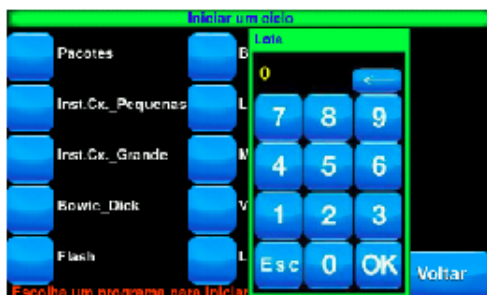 Iniciar um ciclo
Pacotes
B
Inst.Cx._Pequenas
L
Inst.Cx._Grande
M
Bowie_Dick
V
Flash
L
Escolha um programa para iniciar
Lote
0
←
7 8 9
4 5 6
1 2 3
Esc 0 OK
Voltar